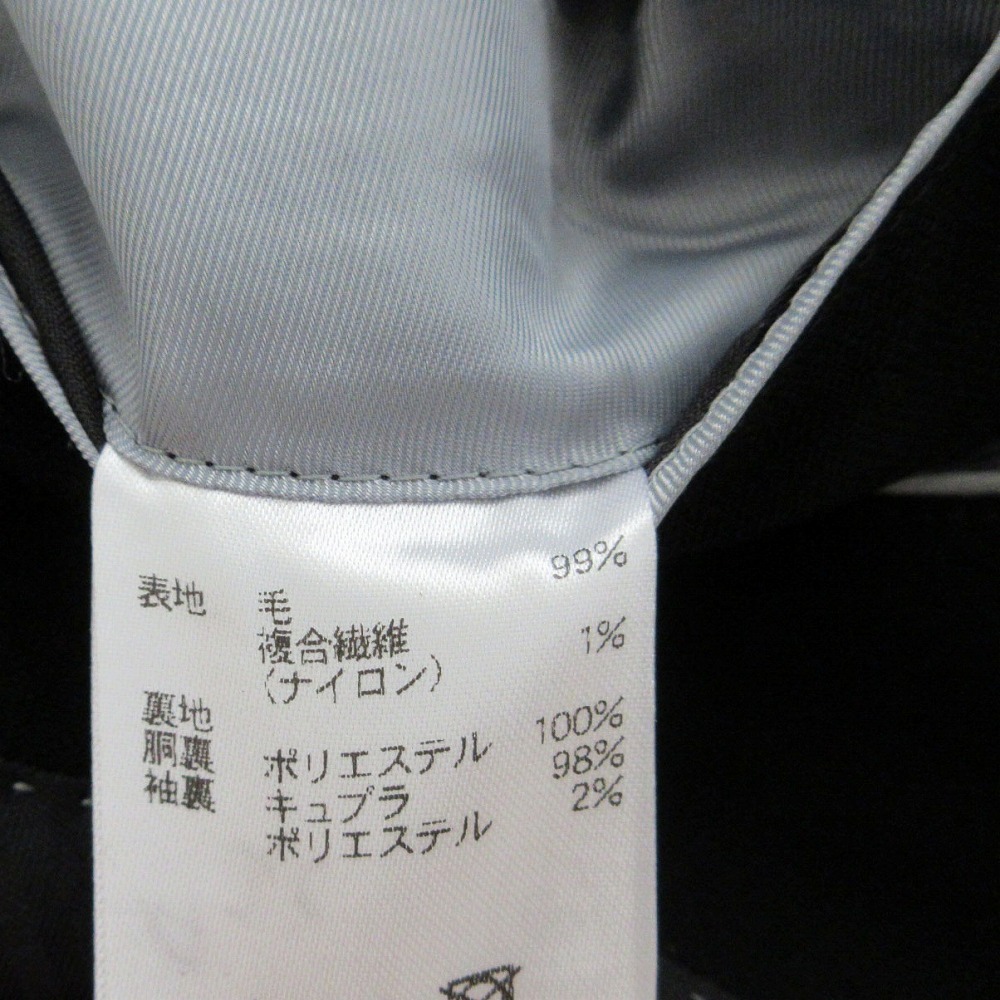 表地 毛 99%
複合繊維 1%
(ナイロン)
裏地
胴裏 ポリエステル 100%
袖裏 キュプラ 98%
ポリエステル 2%